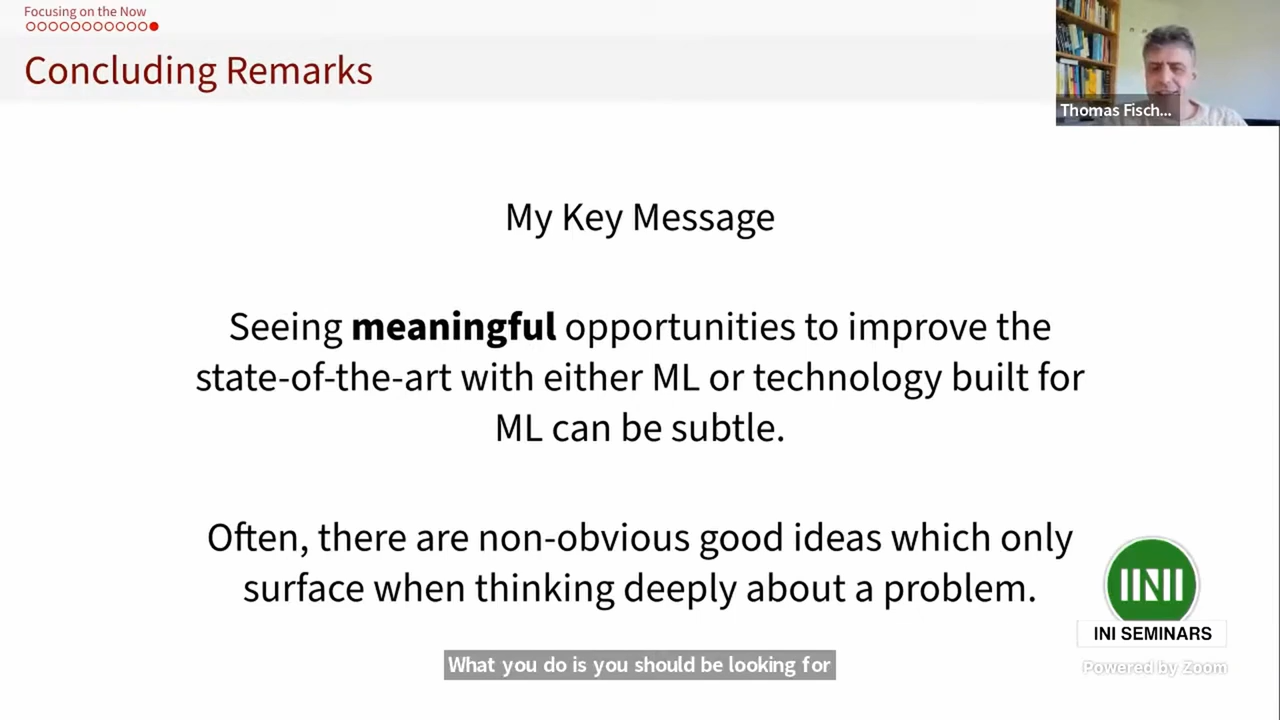 Focusing on the Now
Concluding Remarks
Thomas Fisch...
My Key Message
Seeing meaningful opportunities to improve the
state-of-the-art with either ML or technology built for
ML can be subtle.
Often, there are non-obvious good ideas which only
surface when thinking deeply about a problem.
INI
INI SEMINARS
What you do is you should be looking for
Powered by Zoom